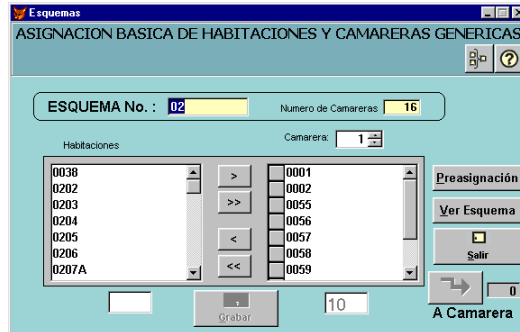 Esquemas
ASIGNACION BASICA DE HABITACIONES Y CAMARERAS GENERICAS
ESQUEMA No. : 02 Numero de Camareras 16
Habitaciones Camarera: 1
0038 > 0001
0202 0002
0203 >> 0055
0204 0056
0205 < 0057
0206 0058
0207A << 0059
Preasignación
Ver Esquema
Salir
0
Grabar 10 A Camarera